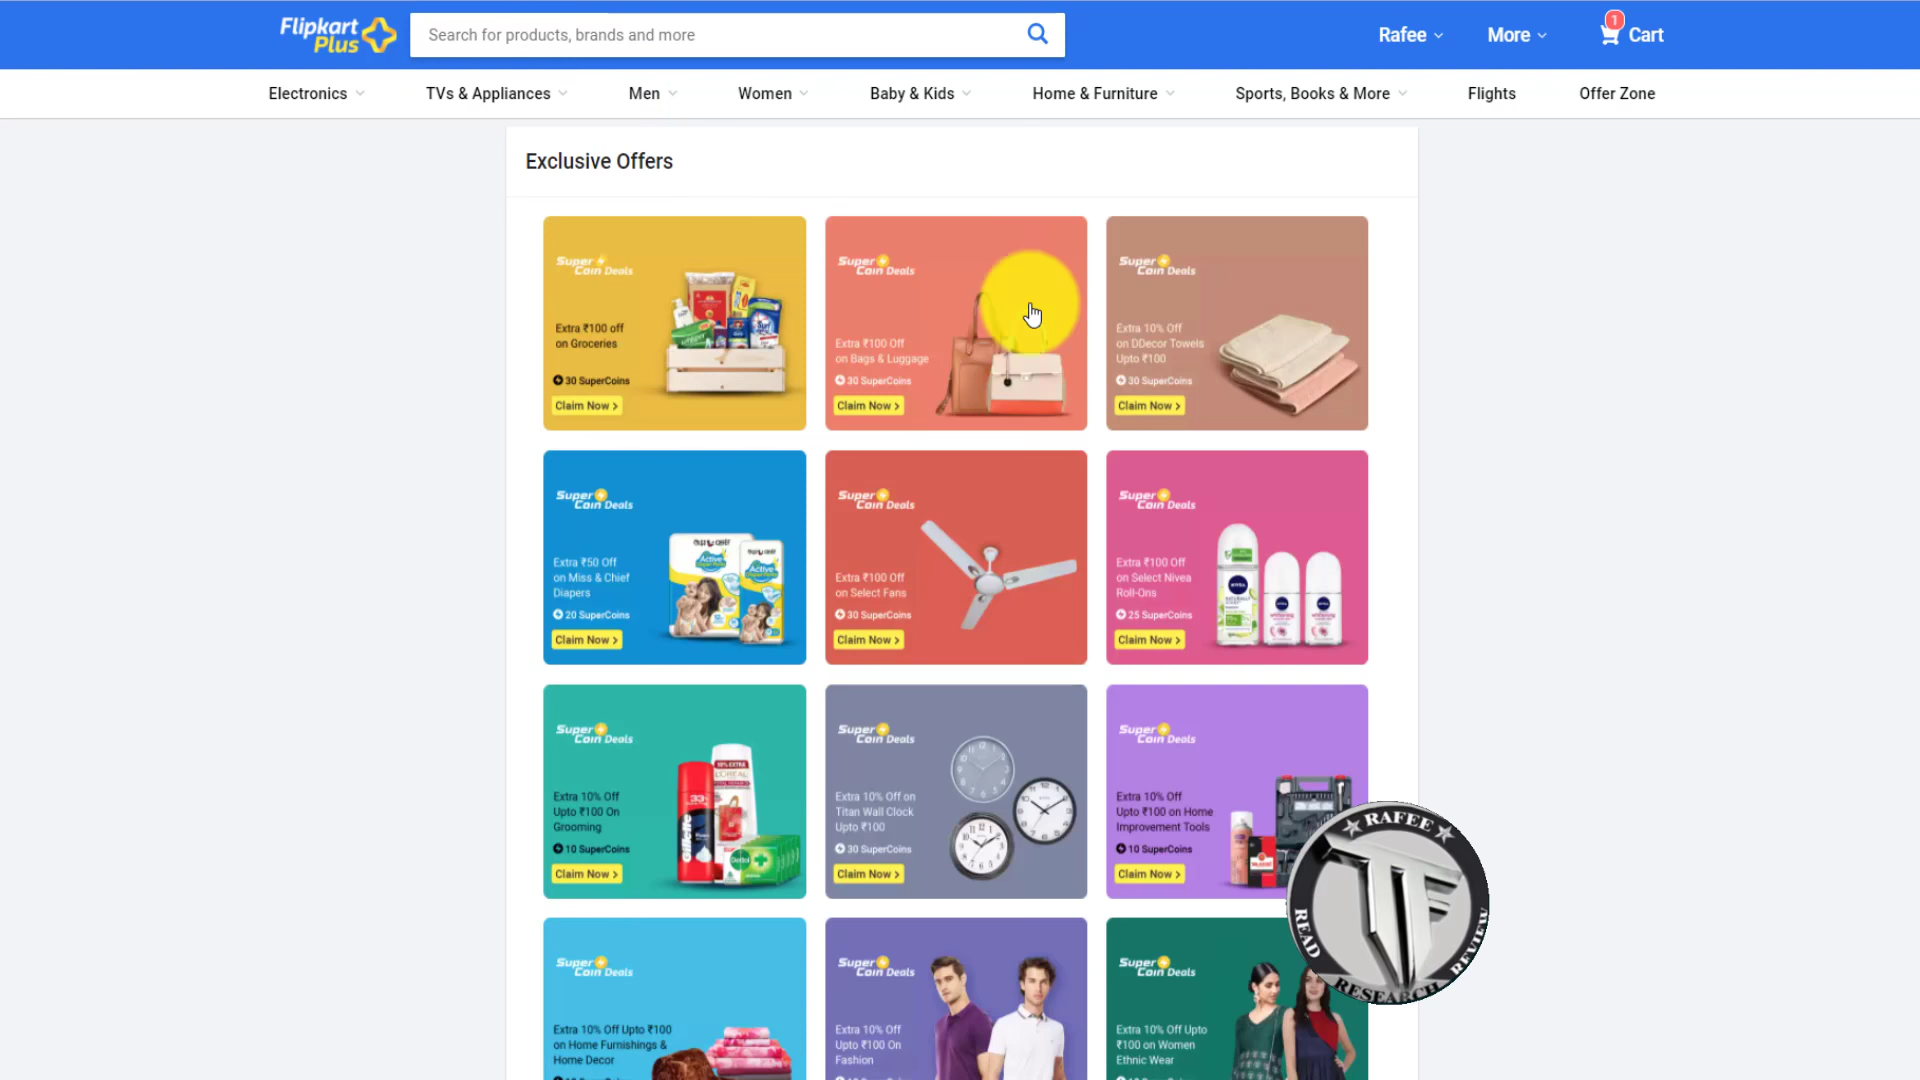 Flipkart
Plus
Search for products, brands and more
Rafee
More
1
Cart
Electronics
TVs & Appliances
Men
Women
Baby & Kids
Home & Furniture
Sports, Books & More
Flights
Offer Zone
Exclusive Offers
Super
Coin Deals
Extra ₹100 off
on Groceries
30 SuperCoins
Claim Now >
Super
Coin Deals
Extra ₹100 Off
on Bags & Luggage
30 SuperCoins
Claim Now >
Super
Coin Deals
Extra 10% Off
on DDecor Towels
Upto ₹100
30 SuperCoins
Claim Now >
Super
Coin Deals
Extra ₹50 Off
on Miss & Chief
Diapers
20 SuperCoins
Claim Now >
Active
Active
Super
Coin Deals
Extra ₹100 Off
on Select Fans
30 SuperCoins
Claim Now >
Super
Coin Deals
Extra ₹100 Off
on Select Nivea
Roll-Ons
25 SuperCoins
Claim Now >
NIVEA
Super
Coin Deals
Extra 10% Off
Upto ₹100 On
Grooming
10 SuperCoins
Claim Now >
Gillette
Dettol
Super
Coin Deals
Extra 10% Off on
Titan Wall Clock
Upto ₹100
30 SuperCoins
Claim Now >
Super
Coin Deals
Extra 10% Off
Upto ₹100 on Home
Improvement Tools
10 SuperCoins
Claim Now >
Super
Coin Deals
Extra 10% Off Upto ₹100
on Home Furnishings &
Home Decor
Super
Coin Deals
Extra 10% Off
Upto ₹100 On
Fashion
Super
Coin Deals
Extra 10% Off Upto
₹100 on Women
Ethnic Wear
RAFEE
READ
RESEARCH
REVIEW